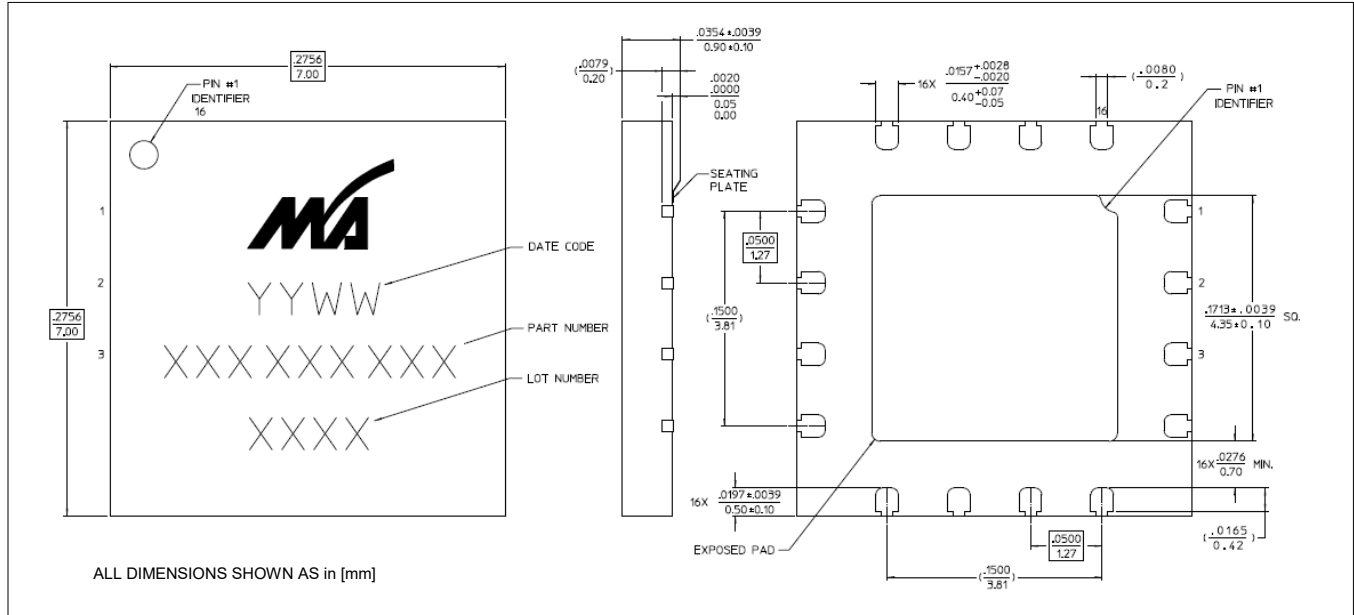 .2756
7.00
PIN #1
IDENTIFIER
16
1
2
3
.2756
7.00
MA
YYWW
XXX XXX XXX
XXXX
DATE CODE
PART NUMBER
LOT NUMBER
ALL DIMENSIONS SHOWN AS in [mm]
.0354±.0039
0.90±0.10
(.0079
0.20)
.0020
.0000
0.05
0.00
SEATING
PLATE
16X .0157 +.0028 -.0020
0.40 +0.07 -0.05
(.0080
0.2)
PIN #1
IDENTIFIER
16
1
2
3
.0500
1.27
(.1500
3.81)
.1713±.0039
4.35±0.10 SQ.
16X .0276
0.70 MIN.
16X .0197±.0039
0.50±0.10
EXPOSED PAD
.0500
1.27
(.0165
0.42)
(.1500
3.81)